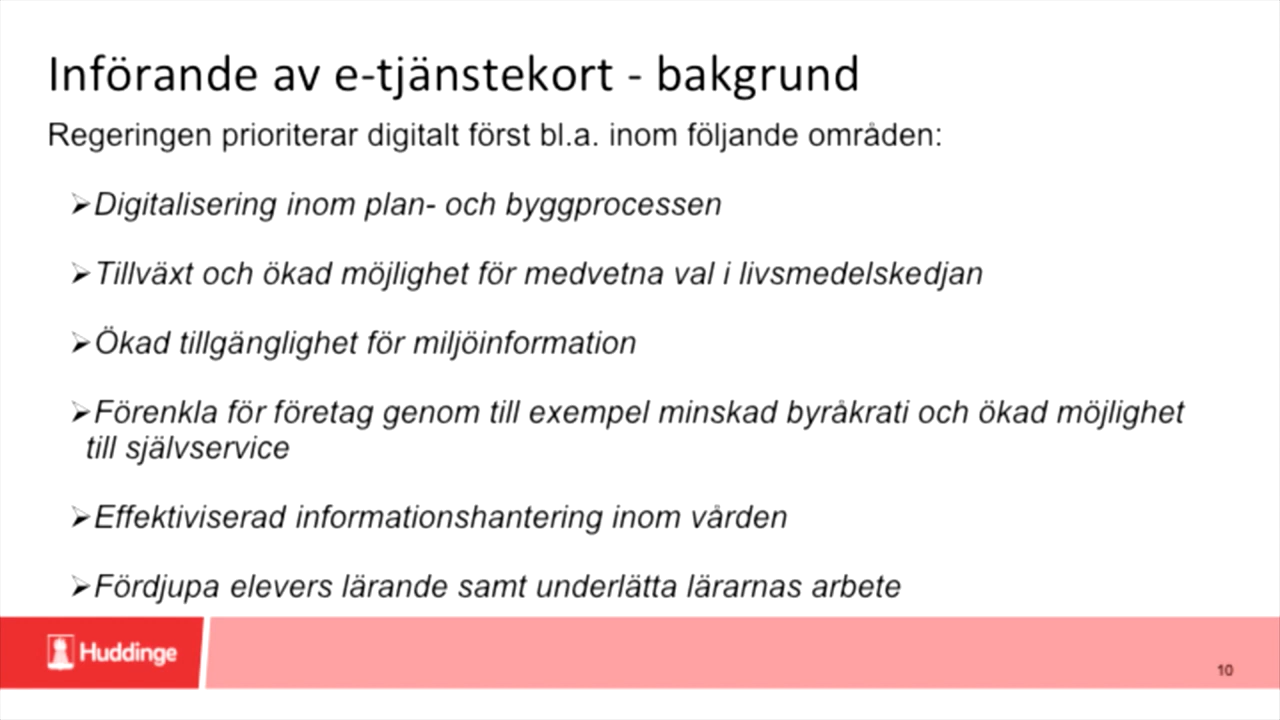 Införande av e-tjänstekort - bakgrund
Regeringen prioriterar digitalt först bl.a. inom följande områden:
➢Digitalisering inom plan- och byggprocessen
➢Tillväxt och ökad möjlighet för medvetna val i livsmedelskedjan
➢Ökad tillgänglighet för miljöinformation
➢Förenkla för företag genom till exempel minskad byråkrati och ökad möjlighet
till självservice
➢Effektiviserad informationshantering inom vården
➢Fördjupa elevers lärande samt underlätta lärarnas arbete
Huddinge
10